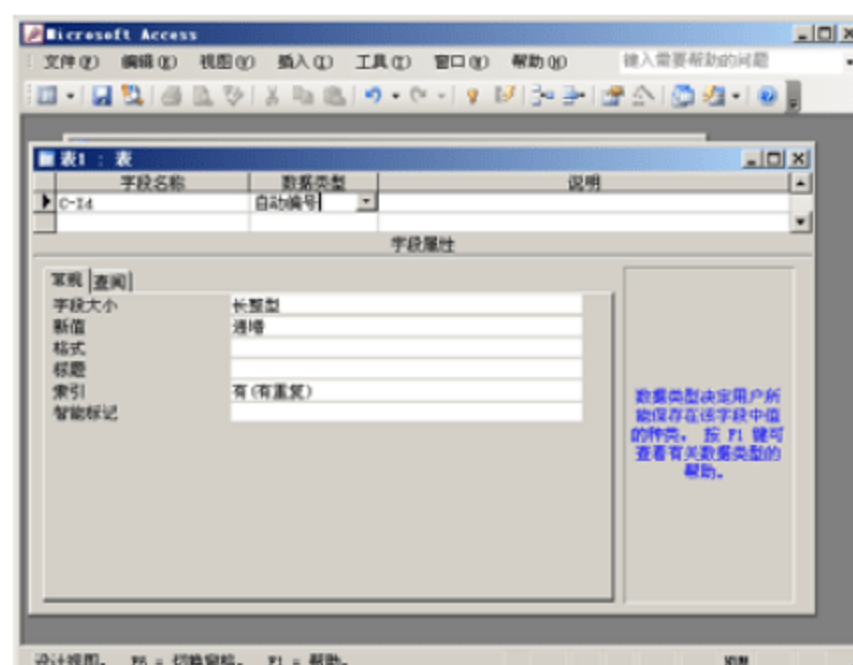 Microsoft Access
文件(F) 编辑(E) 视图(V) 插入(I) 工具(T) 窗口(W) 帮助(H) 键入需要帮助的问题
表1 : 表
字段名称 数据类型 说明
C-Id 自动编号
字段属性
常规 查阅
字段大小 长整型
新值 递增
格式
标题
索引 有(有重复)
智能标记
数据类型决定用户所
能保存在该字段中值
的种类。 按 F1 键可
查看有关数据类型的
帮助。
设计视图。 F6 = 切换窗格。 F1 = 帮助。